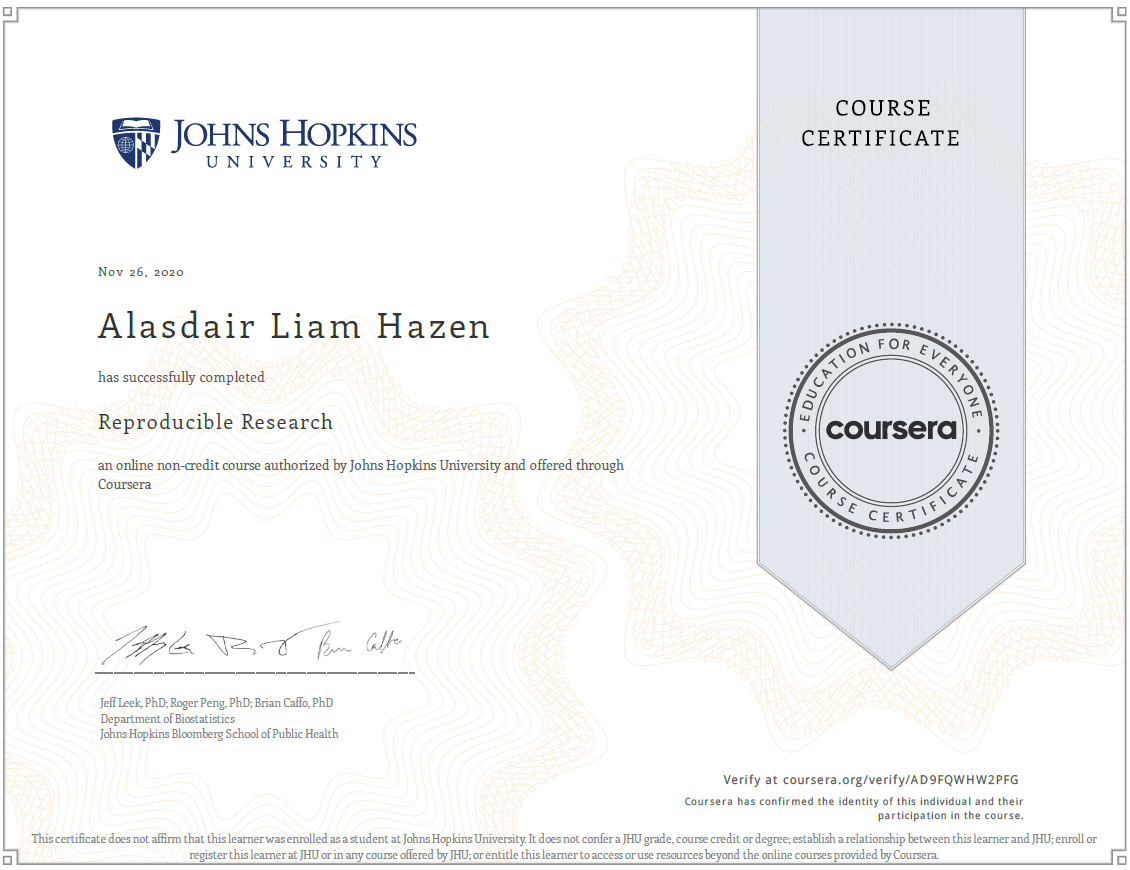 JOHNS HOPKINS
UNIVERSITY
COURSE
CERTIFICATE
Nov 26, 2020
Alasdair Liam Hazen
has successfully completed
Reproducible Research
an online non-credit course authorized by Johns Hopkins University and offered through
Coursera
EDUCATION FOR EVERYONE
coursera
COURSE CERTIFICATE
Jeff Leek, PhD; Roger Peng, PhD; Brian Caffo, PhD
Department of Biostatistics
Johns Hopkins Bloomberg School of Public Health
Verify at coursera.org/verify/AD9FQWHW2PFG
Coursera has confirmed the identity of this individual and their
participation in the course.
This certificate does not affirm that this learner was enrolled as a student at Johns Hopkins University. It does not confer a JHU grade, course credit or degree; establish a relationship between this learner and JHU; enroll or
register this learner at JHU or in any course offered by JHU; or entitle this learner to access or use resources beyond the online courses provided by Coursera.